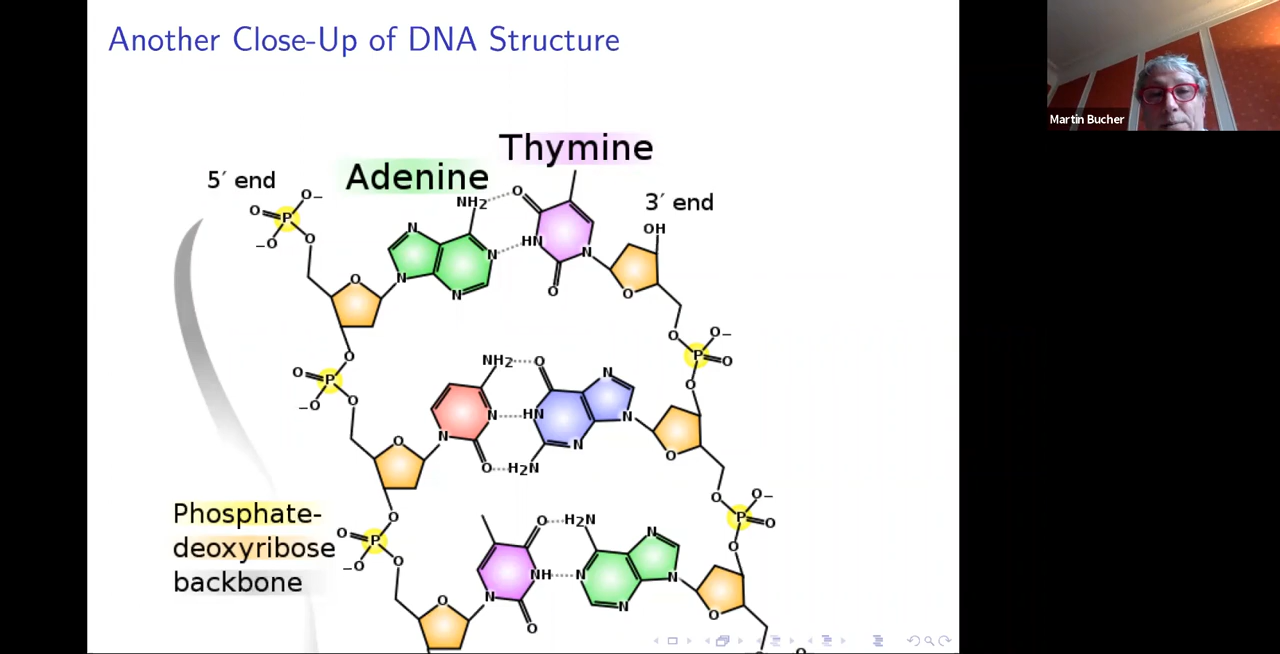 Another Close-Up of DNA Structure
Martin Bucher
Thymine
Adenine
5′ end
3′ end
O−
O
P
−O
O
NH2
O
OH
N
N
HN
N
N
N
O
O
O
O
O−
P
O
O
O
P
−O
O
NH2
O
N
N
HN
N
N
N
O
O
O
H2N
O
O−
P
O
O
Phosphate-
deoxyribose
backbone
O
O
P
−O
O
O
H2N
N
NH
N
N
N
N
O
O
O
O